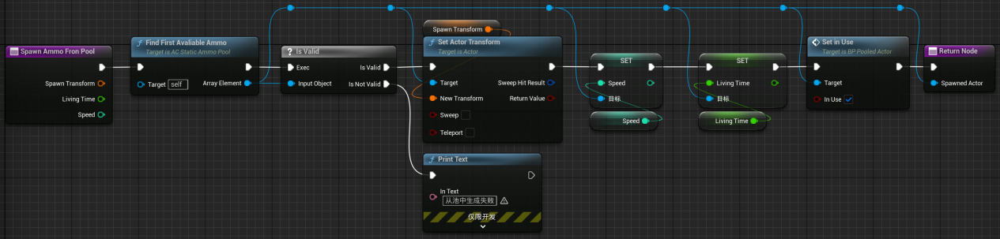 Spawn Ammo Fron Pool
Spawn Transform
Living Time
Speed
Find First Avaliable Ammo
Target is AC Static Ammo Pool
Target self
Array Element
? Is Valid
Exec
Is Valid
Input Object
Is Not Valid
Spawn Transform
Set Actor Transform
Target is Actor
Target
Sweep Hit Result
New Transform
Return Value
Sweep
Teleport
Print Text
In Text
从池中生成失败
仅限开发
SET
Speed
目标
Speed
SET
Living Time
目标
Living Time
Set in Use
Target is BP Pooled Actor
Target
In Use
Return Node
Spawned Actor